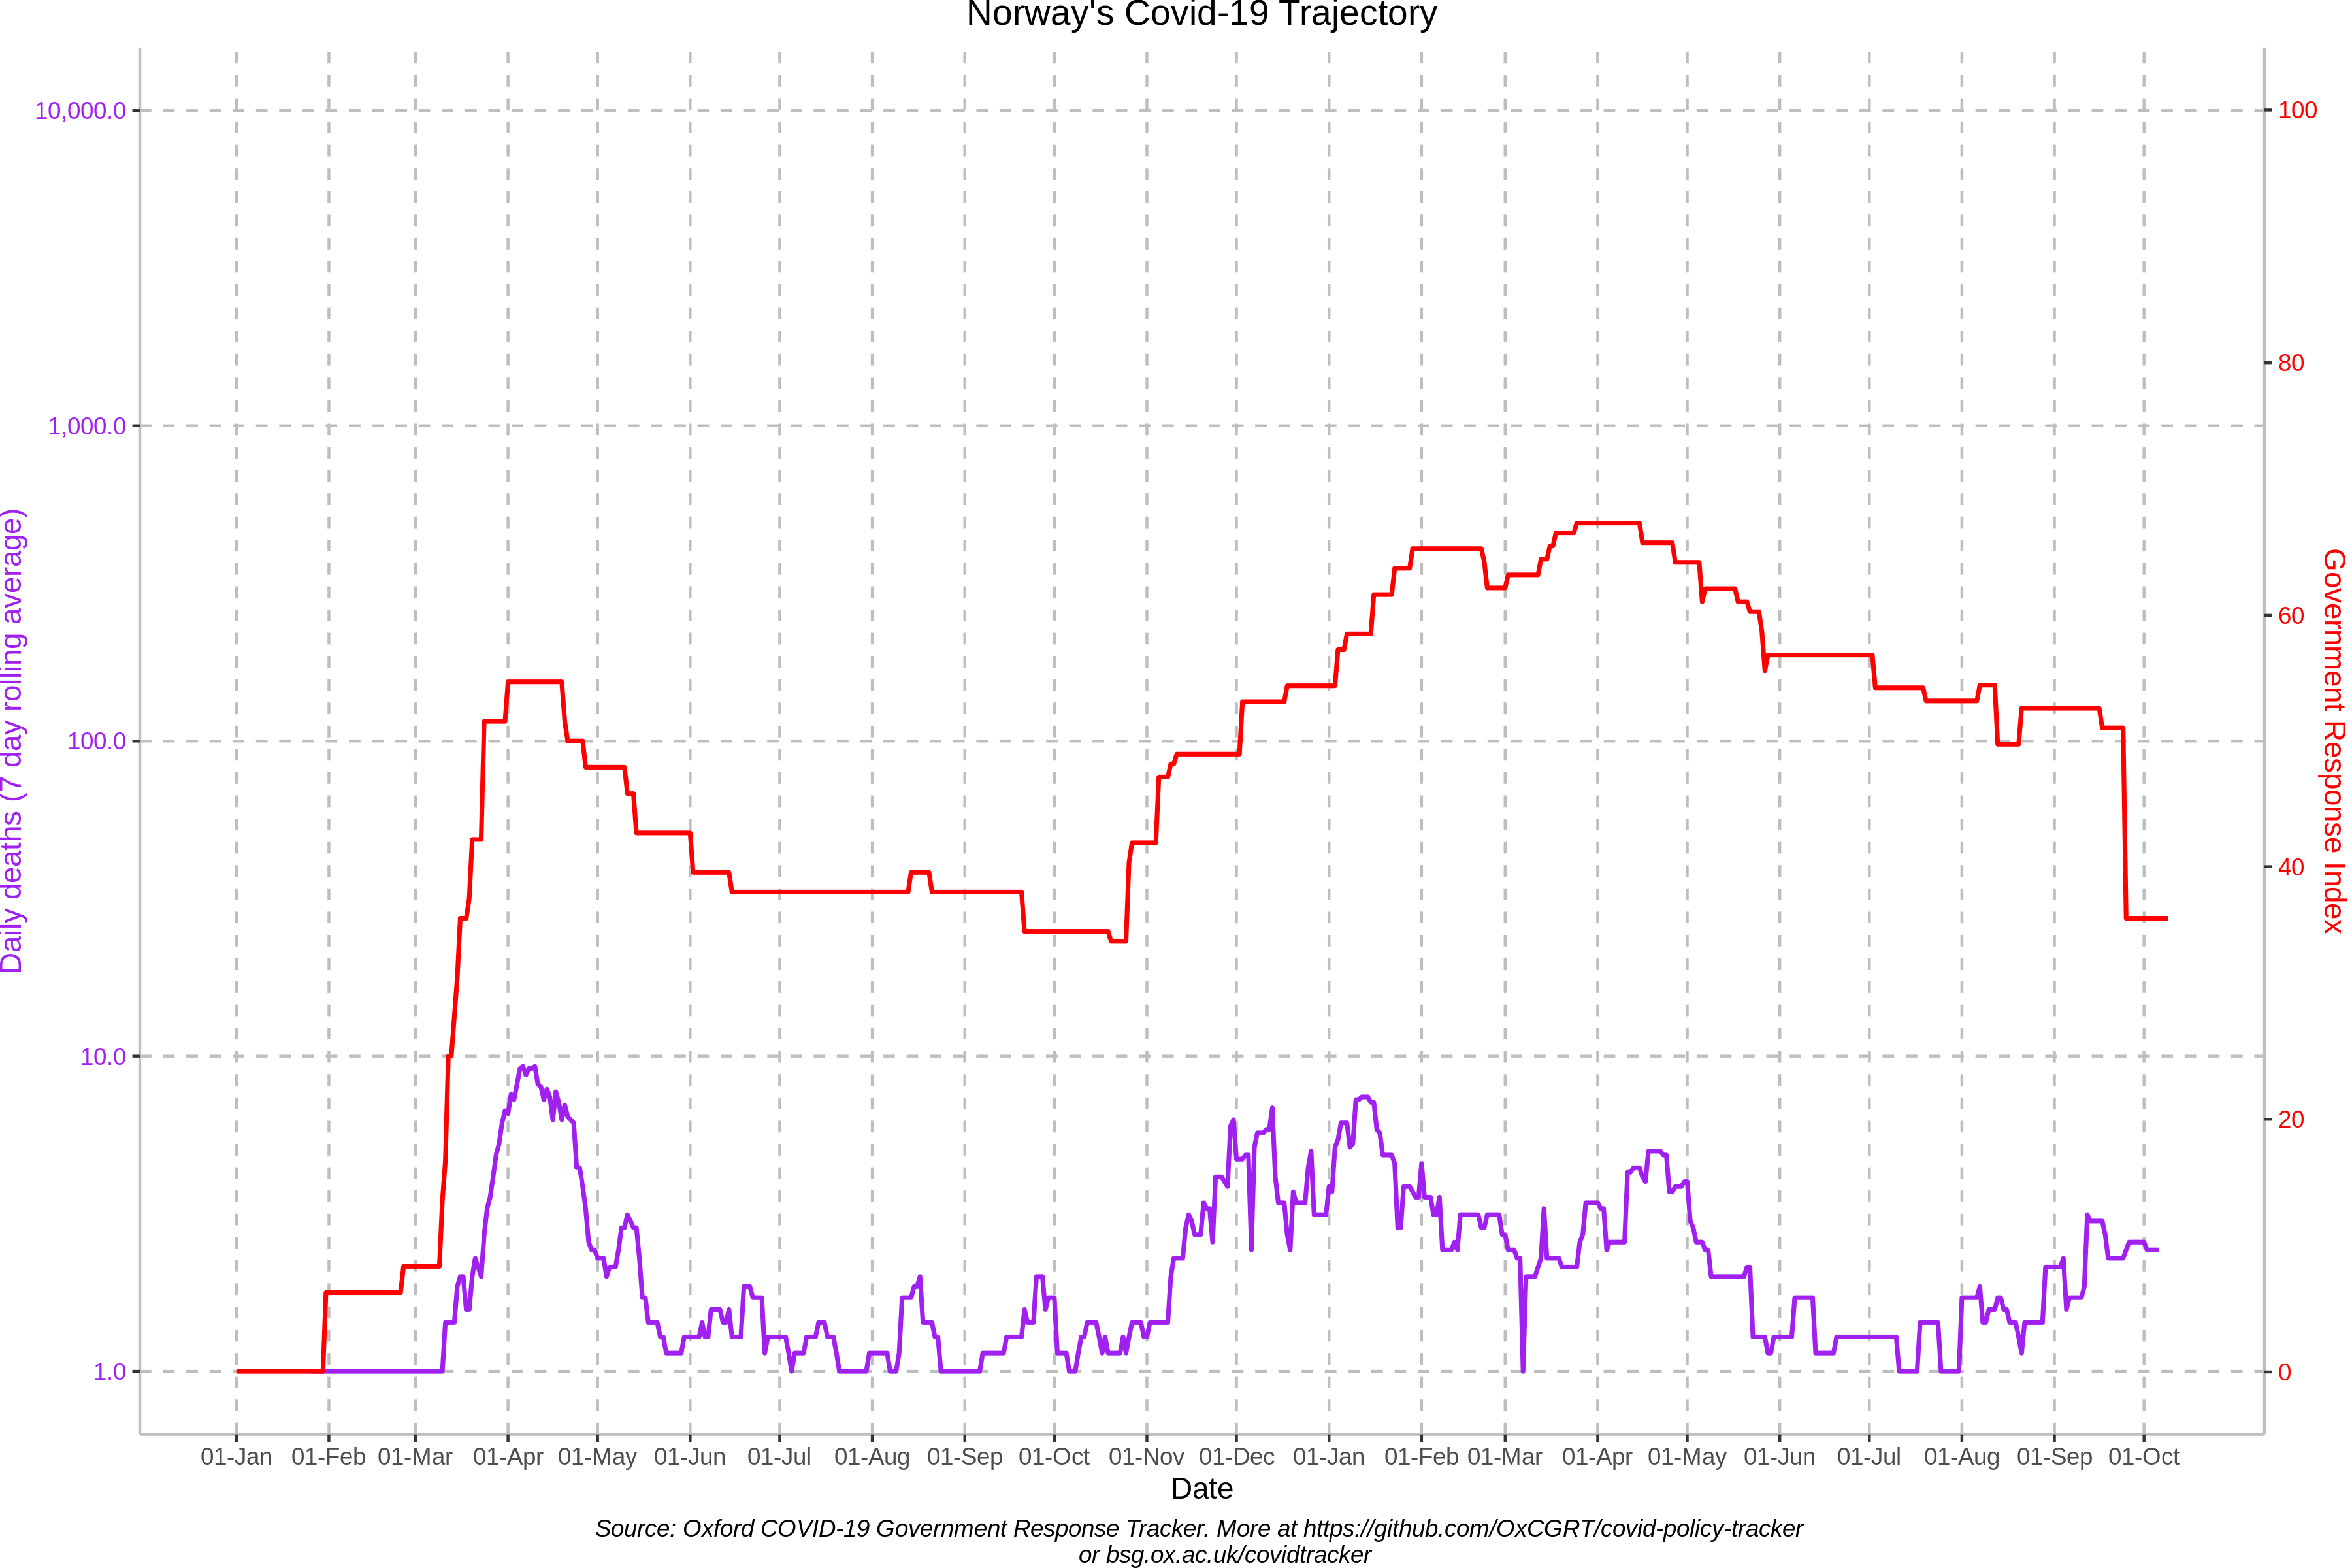 Norway's Covid-19 Trajectory
10,000.0
1,000.0
100.0
10.0
1.0
Daily deaths (7 day rolling average)
100
80
60
40
20
0
Government Response Index
01-Jan 01-Feb 01-Mar 01-Apr 01-May 01-Jun 01-Jul 01-Aug 01-Sep 01-Oct 01-Nov 01-Dec 01-Jan 01-Feb 01-Mar 01-Apr 01-May 01-Jun 01-Jul 01-Aug 01-Sep 01-Oct
Date
Source: Oxford COVID-19 Government Response Tracker. More at https://github.com/OxCGRT/covid-policy-tracker
or bsg.ox.ac.uk/covidtracker